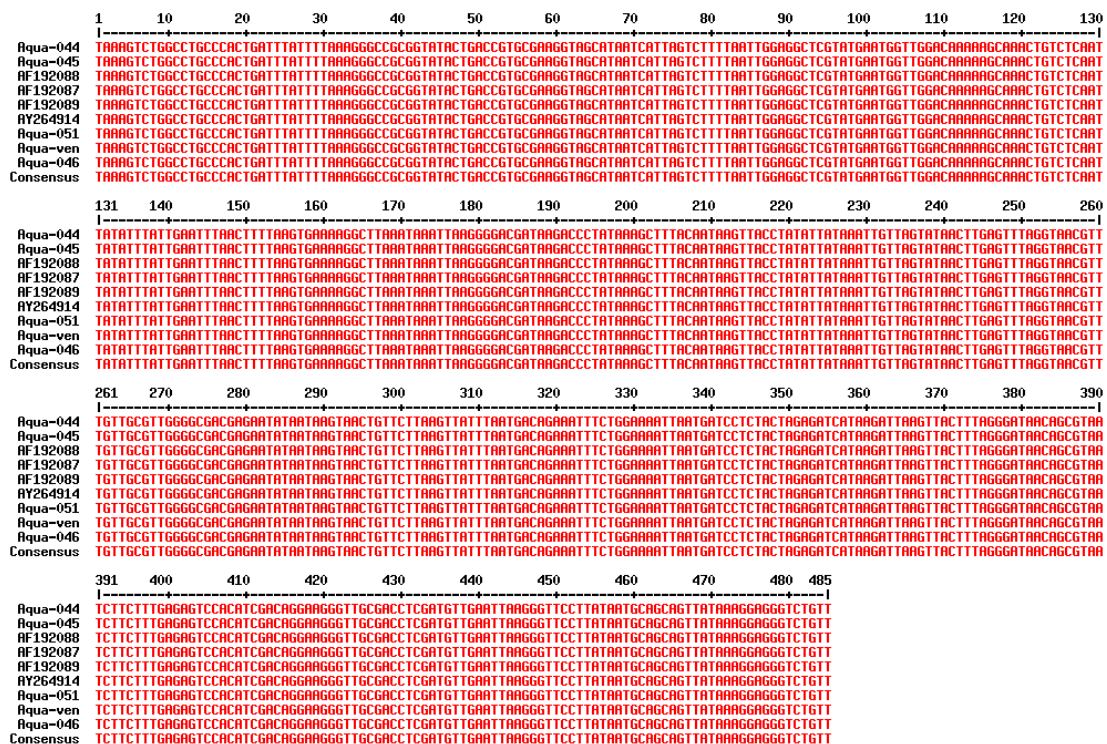 1 10 20 30 40 50 60 70 80 90 100 110 120 130
|--------+---------+---------+---------+---------+---------+---------+---------+---------+---------+---------+---------+---------|
Aqua-044 TAAAGTCTGGCCTGCCCACTGATTTATTTTAAAGGGCCGCGGTATACTGACCGTGCGAAGGTAGCATAATCATTAGTCTTTTAATTGGAGGCTCGTATGAATGGTTGGACAAAAAGCAAACTGTCTCAAT
Aqua-045 TAAAGTCTGGCCTGCCCACTGATTTATTTTAAAGGGCCGCGGTATACTGACCGTGCGAAGGTAGCATAATCATTAGTCTTTTAATTGGAGGCTCGTATGAATGGTTGGACAAAAAGCAAACTGTCTCAAT
AF192088 TAAAGTCTGGCCTGCCCACTGATTTATTTTAAAGGGCCGCGGTATACTGACCGTGCGAAGGTAGCATAATCATTAGTCTTTTAATTGGAGGCTCGTATGAATGGTTGGACAAAAAGCAAACTGTCTCAAT
AF192087 TAAAGTCTGGCCTGCCCACTGATTTATTTTAAAGGGCCGCGGTATACTGACCGTGCGAAGGTAGCATAATCATTAGTCTTTTAATTGGAGGCTCGTATGAATGGTTGGACAAAAAGCAAACTGTCTCAAT
AF192089 TAAAGTCTGGCCTGCCCACTGATTTATTTTAAAGGGCCGCGGTATACTGACCGTGCGAAGGTAGCATAATCATTAGTCTTTTAATTGGAGGCTCGTATGAATGGTTGGACAAAAAGCAAACTGTCTCAAT
AY264914 TAAAGTCTGGCCTGCCCACTGATTTATTTTAAAGGGCCGCGGTATACTGACCGTGCGAAGGTAGCATAATCATTAGTCTTTTAATTGGAGGCTCGTATGAATGGTTGGACAAAAAGCAAACTGTCTCAAT
Aqua-051 TAAAGTCTGGCCTGCCCACTGATTTATTTTAAAGGGCCGCGGTATACTGACCGTGCGAAGGTAGCATAATCATTAGTCTTTTAATTGGAGGCTCGTATGAATGGTTGGACAAAAAGCAAACTGTCTCAAT
Aqua-ven TAAAGTCTGGCCTGCCCACTGATTTATTTTAAAGGGCCGCGGTATACTGACCGTGCGAAGGTAGCATAATCATTAGTCTTTTAATTGGAGGCTCGTATGAATGGTTGGACAAAAAGCAAACTGTCTCAAT
Aqua-046 TAAAGTCTGGCCTGCCCACTGATTTATTTTAAAGGGCCGCGGTATACTGACCGTGCGAAGGTAGCATAATCATTAGTCTTTTAATTGGAGGCTCGTATGAATGGTTGGACAAAAAGCAAACTGTCTCAAT
Consensus TAAAGTCTGGCCTGCCCACTGATTTATTTTAAAGGGCCGCGGTATACTGACCGTGCGAAGGTAGCATAATCATTAGTCTTTTAATTGGAGGCTCGTATGAATGGTTGGACAAAAAGCAAACTGTCTCAAT
131 140 150 160 170 180 190 200 210 220 230 240 250 260
|--------+---------+---------+---------+---------+---------+---------+---------+---------+---------+---------+---------+---------|
Aqua-044 TATATTTATTGAATTTAACTTTTAAGTGAAAAGGCTTAAATAAATTAAGGGGACGATAAGACCCTATAAAGCTTTACAATAAGTTACCTATATTATAAATTGTTAGTATAACTTGAGTTTAGGTAACGTT
Aqua-045 TATATTTATTGAATTTAACTTTTAAGTGAAAAGGCTTAAATAAATTAAGGGGACGATAAGACCCTATAAAGCTTTACAATAAGTTACCTATATTATAAATTGTTAGTATAACTTGAGTTTAGGTAACGTT
AF192088 TATATTTATTGAATTTAACTTTTAAGTGAAAAGGCTTAAATAAATTAAGGGGACGATAAGACCCTATAAAGCTTTACAATAAGTTACCTATATTATAAATTGTTAGTATAACTTGAGTTTAGGTAACGTT
AF192087 TATATTTATTGAATTTAACTTTTAAGTGAAAAGGCTTAAATAAATTAAGGGGACGATAAGACCCTATAAAGCTTTACAATAAGTTACCTATATTATAAATTGTTAGTATAACTTGAGTTTAGGTAACGTT
AF192089 TATATTTATTGAATTTAACTTTTAAGTGAAAAGGCTTAAATAAATTAAGGGGACGATAAGACCCTATAAAGCTTTACAATAAGTTACCTATATTATAAATTGTTAGTATAACTTGAGTTTAGGTAACGTT
AY264914 TATATTTATTGAATTTAACTTTTAAGTGAAAAGGCTTAAATAAATTAAGGGGACGATAAGACCCTATAAAGCTTTACAATAAGTTACCTATATTATAAATTGTTAGTATAACTTGAGTTTAGGTAACGTT
Aqua-051 TATATTTATTGAATTTAACTTTTAAGTGAAAAGGCTTAAATAAATTAAGGGGACGATAAGACCCTATAAAGCTTTACAATAAGTTACCTATATTATAAATTGTTAGTATAACTTGAGTTTAGGTAACGTT
Aqua-ven TATATTTATTGAATTTAACTTTTAAGTGAAAAGGCTTAAATAAATTAAGGGGACGATAAGACCCTATAAAGCTTTACAATAAGTTACCTATATTATAAATTGTTAGTATAACTTGAGTTTAGGTAACGTT
Aqua-046 TATATTTATTGAATTTAACTTTTAAGTGAAAAGGCTTAAATAAATTAAGGGGACGATAAGACCCTATAAAGCTTTACAATAAGTTACCTATATTATAAATTGTTAGTATAACTTGAGTTTAGGTAACGTT
Consensus TATATTTATTGAATTTAACTTTTAAGTGAAAAGGCTTAAATAAATTAAGGGGACGATAAGACCCTATAAAGCTTTACAATAAGTTACCTATATTATAAATTGTTAGTATAACTTGAGTTTAGGTAACGTT
261 270 280 290 300 310 320 330 340 350 360 370 380 390
|--------+---------+---------+---------+---------+---------+---------+---------+---------+---------+---------+---------+---------|
Aqua-044 TGTTGCGTTGGGGCGACGAGAATATAATAAGTAACTGTTCTTAAGTTATTTAATGACAGAAATTTCTGGAAAATTAATGATCCTCTACTAGAGATCATAAGATTAAGTTACTTTAGGGATAACAGCGTAA
Aqua-045 TGTTGCGTTGGGGCGACGAGAATATAATAAGTAACTGTTCTTAAGTTATTTAATGACAGAAATTTCTGGAAAATTAATGATCCTCTACTAGAGATCATAAGATTAAGTTACTTTAGGGATAACAGCGTAA
AF192088 TGTTGCGTTGGGGCGACGAGAATATAATAAGTAACTGTTCTTAAGTTATTTAATGACAGAAATTTCTGGAAAATTAATGATCCTCTACTAGAGATCATAAGATTAAGTTACTTTAGGGATAACAGCGTAA
AF192087 TGTTGCGTTGGGGCGACGAGAATATAATAAGTAACTGTTCTTAAGTTATTTAATGACAGAAATTTCTGGAAAATTAATGATCCTCTACTAGAGATCATAAGATTAAGTTACTTTAGGGATAACAGCGTAA
AF192089 TGTTGCGTTGGGGCGACGAGAATATAATAAGTAACTGTTCTTAAGTTATTTAATGACAGAAATTTCTGGAAAATTAATGATCCTCTACTAGAGATCATAAGATTAAGTTACTTTAGGGATAACAGCGTAA
AY264914 TGTTGCGTTGGGGCGACGAGAATATAATAAGTAACTGTTCTTAAGTTATTTAATGACAGAAATTTCTGGAAAATTAATGATCCTCTACTAGAGATCATAAGATTAAGTTACTTTAGGGATAACAGCGTAA
Aqua-051 TGTTGCGTTGGGGCGACGAGAATATAATAAGTAACTGTTCTTAAGTTATTTAATGACAGAAATTTCTGGAAAATTAATGATCCTCTACTAGAGATCATAAGATTAAGTTACTTTAGGGATAACAGCGTAA
Aqua-ven TGTTGCGTTGGGGCGACGAGAATATAATAAGTAACTGTTCTTAAGTTATTTAATGACAGAAATTTCTGGAAAATTAATGATCCTCTACTAGAGATCATAAGATTAAGTTACTTTAGGGATAACAGCGTAA
Aqua-046 TGTTGCGTTGGGGCGACGAGAATATAATAAGTAACTGTTCTTAAGTTATTTAATGACAGAAATTTCTGGAAAATTAATGATCCTCTACTAGAGATCATAAGATTAAGTTACTTTAGGGATAACAGCGTAA
Consensus TGTTGCGTTGGGGCGACGAGAATATAATAAGTAACTGTTCTTAAGTTATTTAATGACAGAAATTTCTGGAAAATTAATGATCCTCTACTAGAGATCATAAGATTAAGTTACTTTAGGGATAACAGCGTAA
391 400 410 420 430 440 450 460 470 480 485
|--------+---------+---------+---------+---------+---------+---------+---------+---------+----|
Aqua-044 TCTTCTTTGAGAGTCCACATCGACAGGAAGGGTTGCGACCTCGATGTTGAATTAAGGGTTCCTTATAATGCAGCAGTTATAAAGGAGGGTCTGTT
Aqua-045 TCTTCTTTGAGAGTCCACATCGACAGGAAGGGTTGCGACCTCGATGTTGAATTAAGGGTTCCTTATAATGCAGCAGTTATAAAGGAGGGTCTGTT
AF192088 TCTTCTTTGAGAGTCCACATCGACAGGAAGGGTTGCGACCTCGATGTTGAATTAAGGGTTCCTTATAATGCAGCAGTTATAAAGGAGGGTCTGTT
AF192087 TCTTCTTTGAGAGTCCACATCGACAGGAAGGGTTGCGACCTCGATGTTGAATTAAGGGTTCCTTATAATGCAGCAGTTATAAAGGAGGGTCTGTT
AF192089 TCTTCTTTGAGAGTCCACATCGACAGGAAGGGTTGCGACCTCGATGTTGAATTAAGGGTTCCTTATAATGCAGCAGTTATAAAGGAGGGTCTGTT
AY264914 TCTTCTTTGAGAGTCCACATCGACAGGAAGGGTTGCGACCTCGATGTTGAATTAAGGGTTCCTTATAATGCAGCAGTTATAAAGGAGGGTCTGTT
Aqua-051 TCTTCTTTGAGAGTCCACATCGACAGGAAGGGTTGCGACCTCGATGTTGAATTAAGGGTTCCTTATAATGCAGCAGTTATAAAGGAGGGTCTGTT
Aqua-ven TCTTCTTTGAGAGTCCACATCGACAGGAAGGGTTGCGACCTCGATGTTGAATTAAGGGTTCCTTATAATGCAGCAGTTATAAAGGAGGGTCTGTT
Aqua-046 TCTTCTTTGAGAGTCCACATCGACAGGAAGGGTTGCGACCTCGATGTTGAATTAAGGGTTCCTTATAATGCAGCAGTTATAAAGGAGGGTCTGTT
Consensus TCTTCTTTGAGAGTCCACATCGACAGGAAGGGTTGCGACCTCGATGTTGAATTAAGGGTTCCTTATAATGCAGCAGTTATAAAGGAGGGTCTGTT